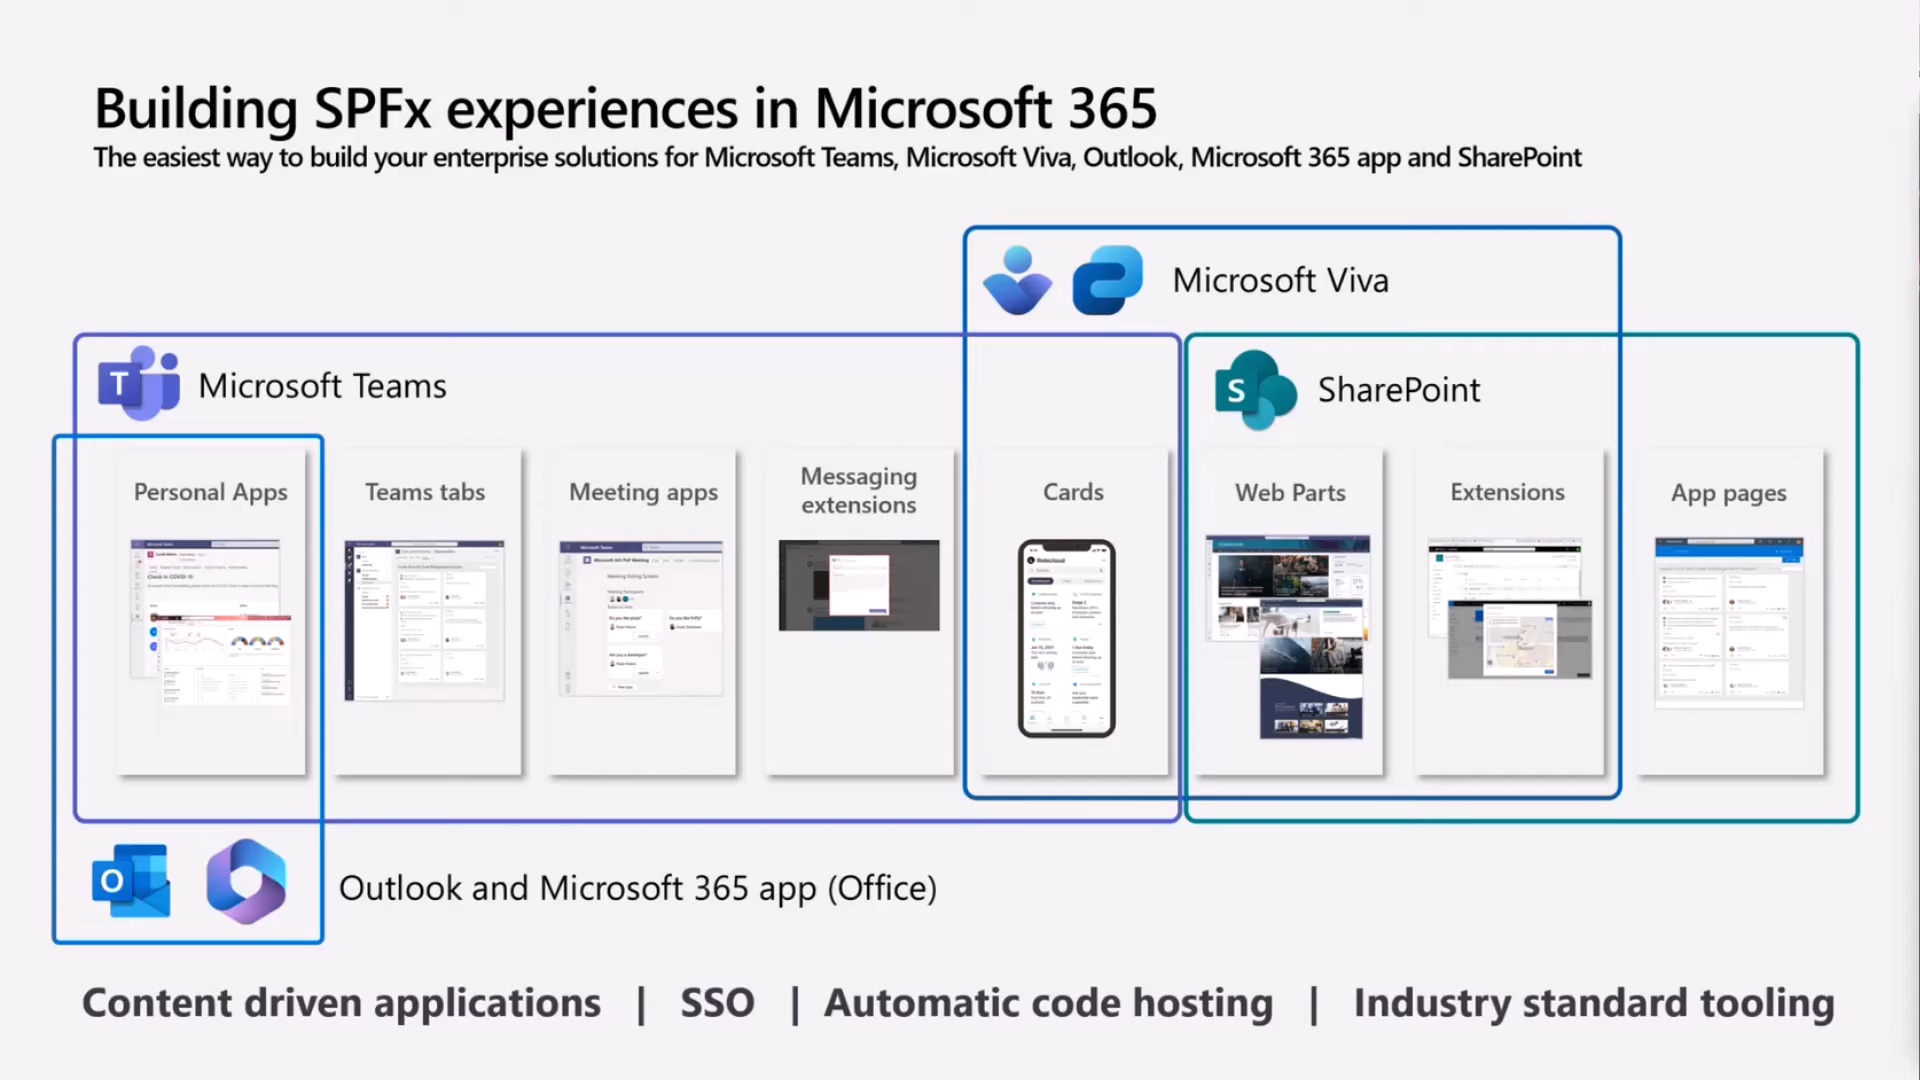 Building SPFx experiences in Microsoft 365
The easiest way to build your enterprise solutions for Microsoft Teams, Microsoft Viva, Outlook, Microsoft 365 app and SharePoint
Microsoft Viva
T
Microsoft Teams
S
SharePoint
Personal Apps
Teams tabs
Meeting apps
Messaging
extensions
Cards
Web Parts
Extensions
App pages
O
Outlook and Microsoft 365 app (Office)
Content driven applications | SSO | Automatic code hosting | Industry standard tooling